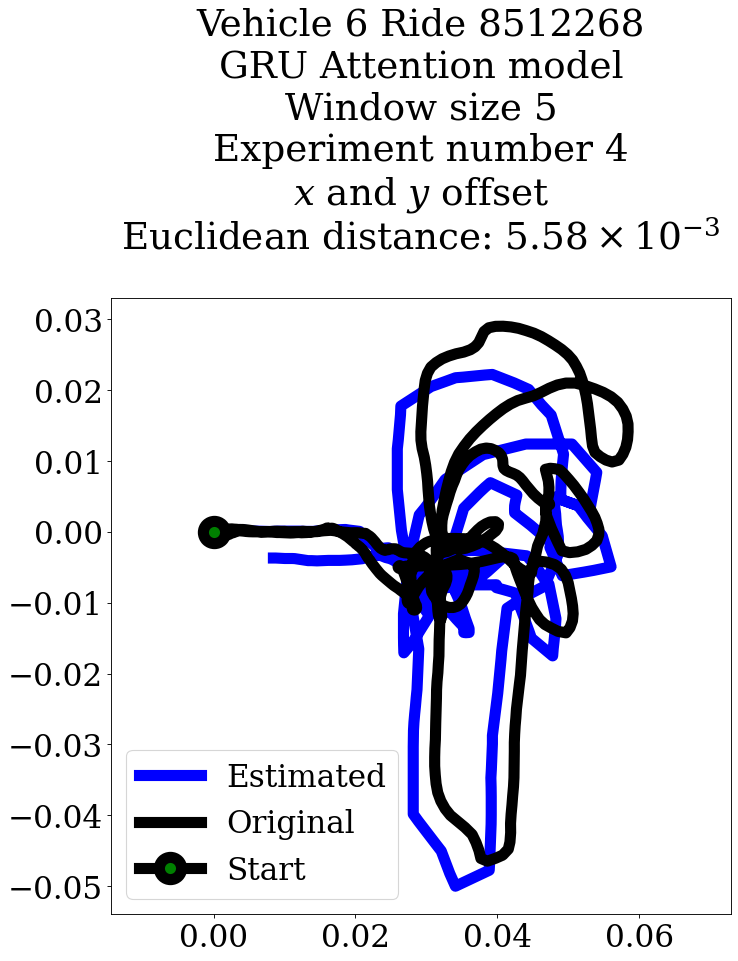 Vehicle 6 Ride 8512268
GRU Attention model
Window size 5
Experiment number 4
x and y offset
Euclidean distance: 5.58 × 10⁻³
0.03
0.02
0.01
0.00
−0.01
−0.02
−0.03
−0.04
−0.05
Estimated
Original
Start
0.00 0.02 0.04 0.06